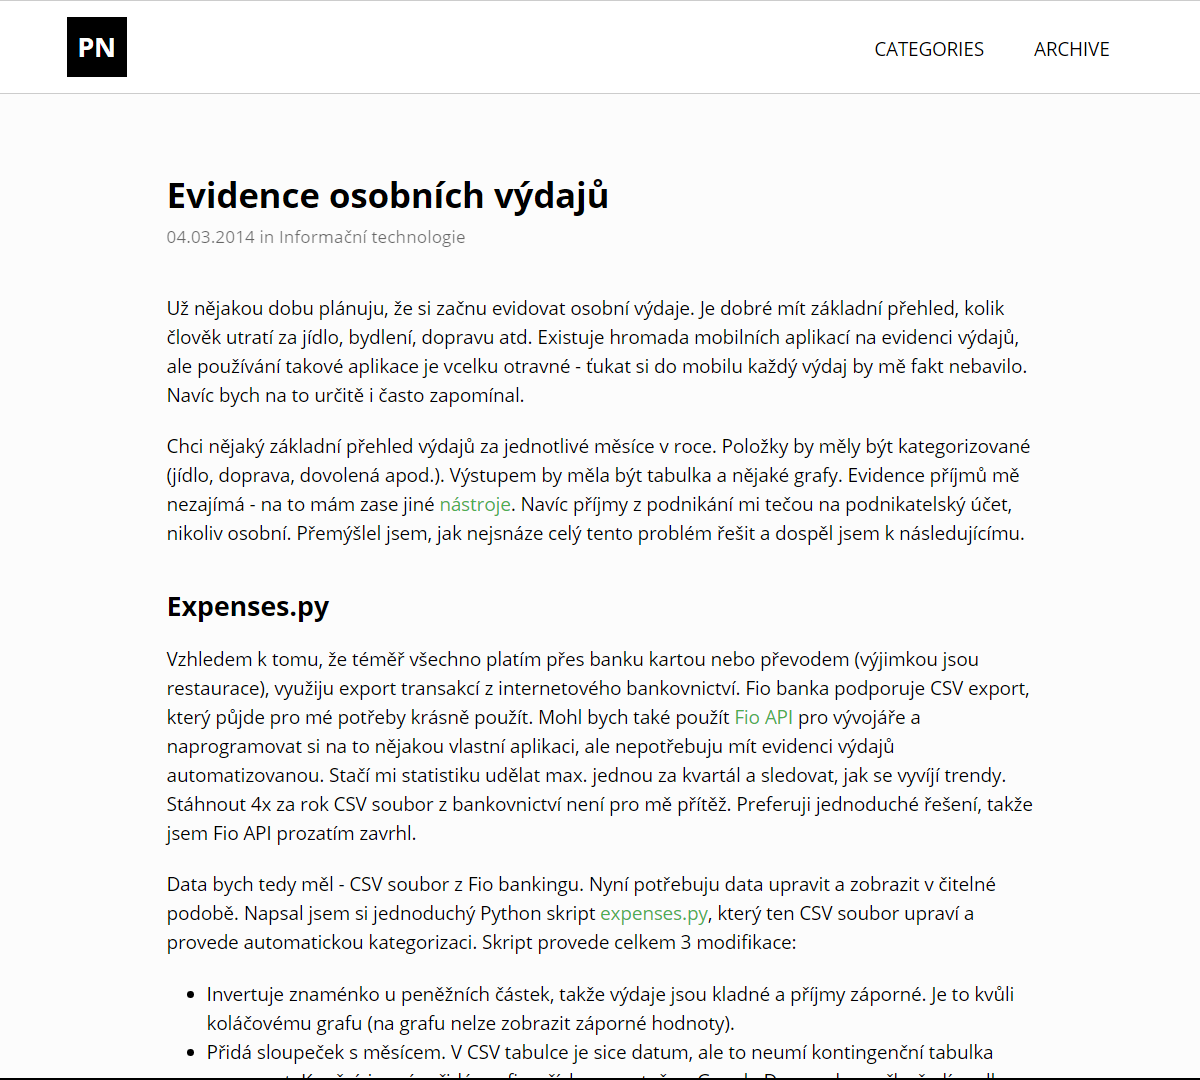 PN
CATEGORIES
ARCHIVE
Evidence osobních výdajů
04.03.2014 in Informační technologie
Už nějakou dobu plánuju, že si začnu evidovat osobní výdaje. Je dobré mít základní přehled, kolik
člověk utratí za jídlo, bydlení, dopravu atd. Existuje hromada mobilních aplikací na evidenci výdajů,
ale používání takové aplikace je vcelku otravné - ťukat si do mobilu každý výdaj by mě fakt nebavilo.
Navíc bych na to určitě i často zapomínal.
Chci nějaký základní přehled výdajů za jednotlivé měsíce v roce. Položky by měly být kategorizované
(jídlo, doprava, dovolená apod.). Výstupem by měla být tabulka a nějaké grafy. Evidence příjmů mě
nezajímá - na to mám zase jiné nástroje. Navíc příjmy z podnikání mi tečou na podnikatelský účet,
nikoliv osobní. Přemýšlel jsem, jak nejsnáze celý tento problém řešit a dospěl jsem k následujícímu.
Expenses.py
Vzhledem k tomu, že téměř všechno platím přes banku kartou nebo převodem (výjimkou jsou
restaurace), využiju export transakcí z internetového bankovnictví. Fio banka podporuje CSV export,
který půjde pro mé potřeby krásně použít. Mohl bych také použít Fio API pro vývojáře a
naprogramovat si na to nějakou vlastní aplikaci, ale nepotřebuju mít evidenci výdajů
automatizovanou. Stačí mi statistiku udělat max. jednou za kvartál a sledovat, jak se vyvíjí trendy.
Stáhnout 4x za rok CSV soubor z bankovnictví není pro mě přítěž. Preferuji jednoduché řešení, takže
jsem Fio API prozatím zavrhl.
Data bych tedy měl - CSV soubor z Fio bankingu. Nyní potřebuju data upravit a zobrazit v čitelné
podobě. Napsal jsem si jednoduchý Python skript expenses.py, který ten CSV soubor upraví a
provede automatickou kategorizaci. Skript provede celkem 3 modifikace:
• Invertuje znaménko u peněžních částek, takže výdaje jsou kladné a příjmy záporné. Je to kvůli
koláčovému grafu (na grafu nelze zobrazit záporné hodnoty).
• Přidá sloupeček s měsícem. V CSV tabulce je sice datum, ale to neumí kontingenční tabulka